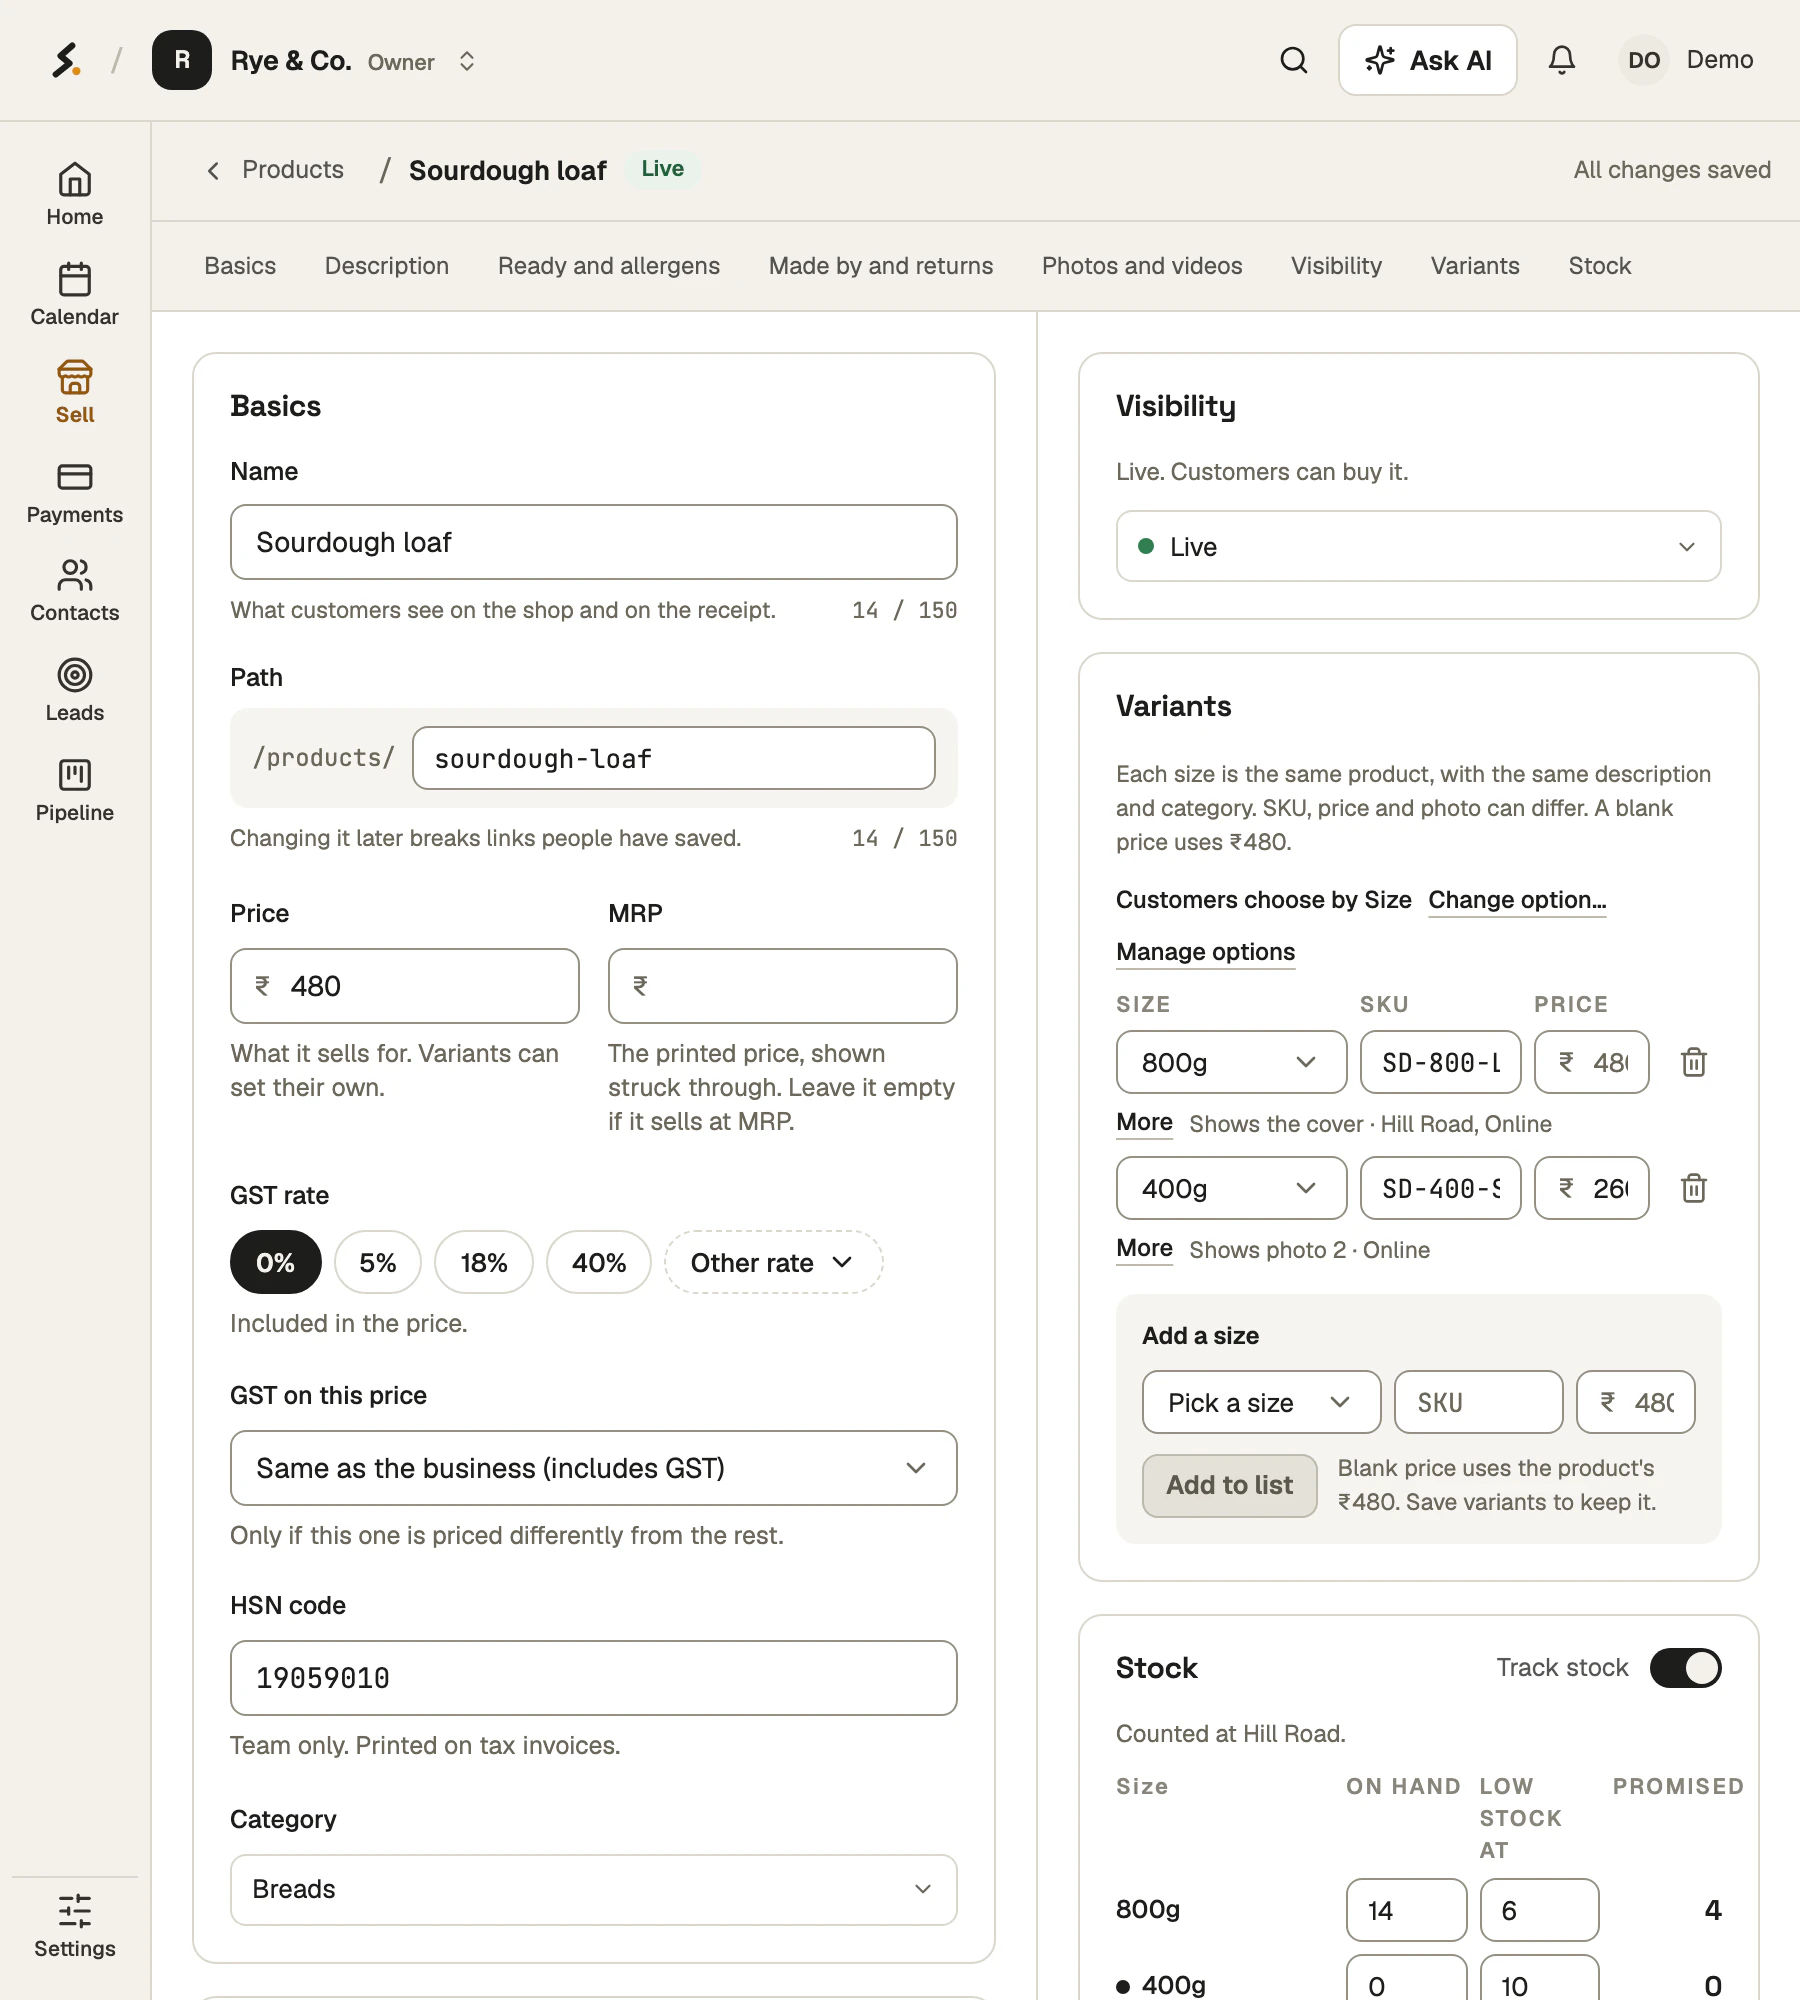 R
Rye & Co. Owner
Ask AI
DO
Demo
Home
Calendar
Sell
Payments
Contacts
Leads
Pipeline
Settings
Products / Sourdough loaf
Live
All changes saved
Basics
Description
Ready and allergens
Made by and returns
Photos and videos
Visibility
Variants
Stock
Basics
Name
Sourdough loaf
What customers see on the shop and on the receipt.
14 / 150
Path
/products/
sourdough-loaf
Changing it later breaks links people have saved.
14 / 150
Price
₹ 480
What it sells for. Variants can
set their own.
MRP
₹
The printed price, shown
struck through. Leave it empty
if it sells at MRP.
GST rate
0%
5%
18%
40%
Other rate
Included in the price.
GST on this price
Same as the business (includes GST)
Only if this one is priced differently from the rest.
HSN code
19059010
Team only. Printed on tax invoices.
Category
Breads
Visibility
Live. Customers can buy it.
Live
Variants
Each size is the same product, with the same description
and category. SKU, price and photo can differ. A blank
price uses ₹480.
Customers choose by Size Change option...
Manage options
SIZE SKU PRICE
800g SD-800-L ₹ 480
More Shows the cover · Hill Road, Online
400g SD-400-S ₹ 260
More Shows photo 2 · Online
Add a size
Pick a size SKU ₹ 480
Add to list
Blank price uses the product's
₹480. Save variants to keep it.
Stock
Track stock
Counted at Hill Road.
Size ON HAND LOW
STOCK
AT
PROMISED
800g 14 6 4
400g 0 10 0